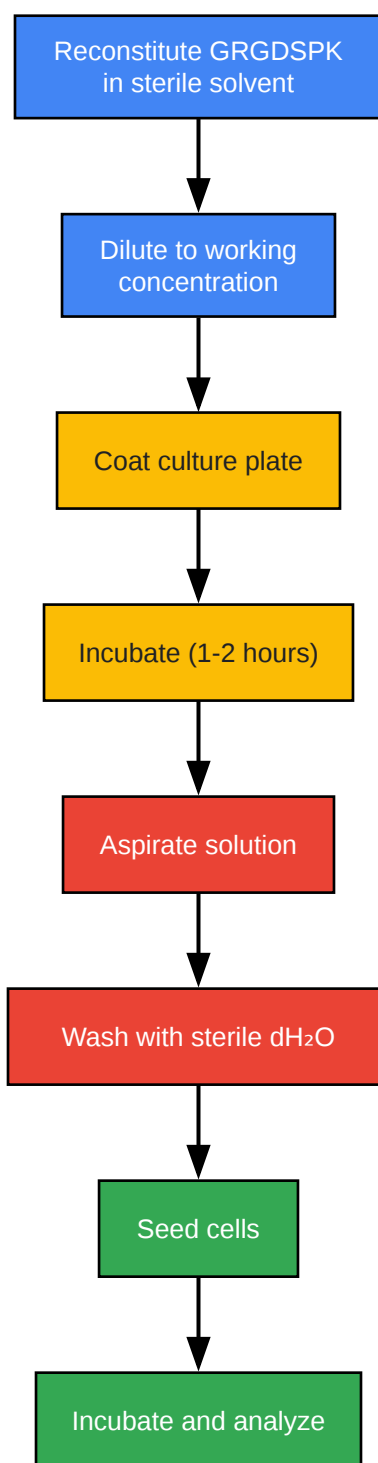 Reconstitute GRGDSPK
in sterile solvent
Dilute to working
concentration
Coat culture plate
Incubate (1-2 hours)
Aspirate solution
Wash with sterile dH₂O
Seed cells
Incubate and analyze